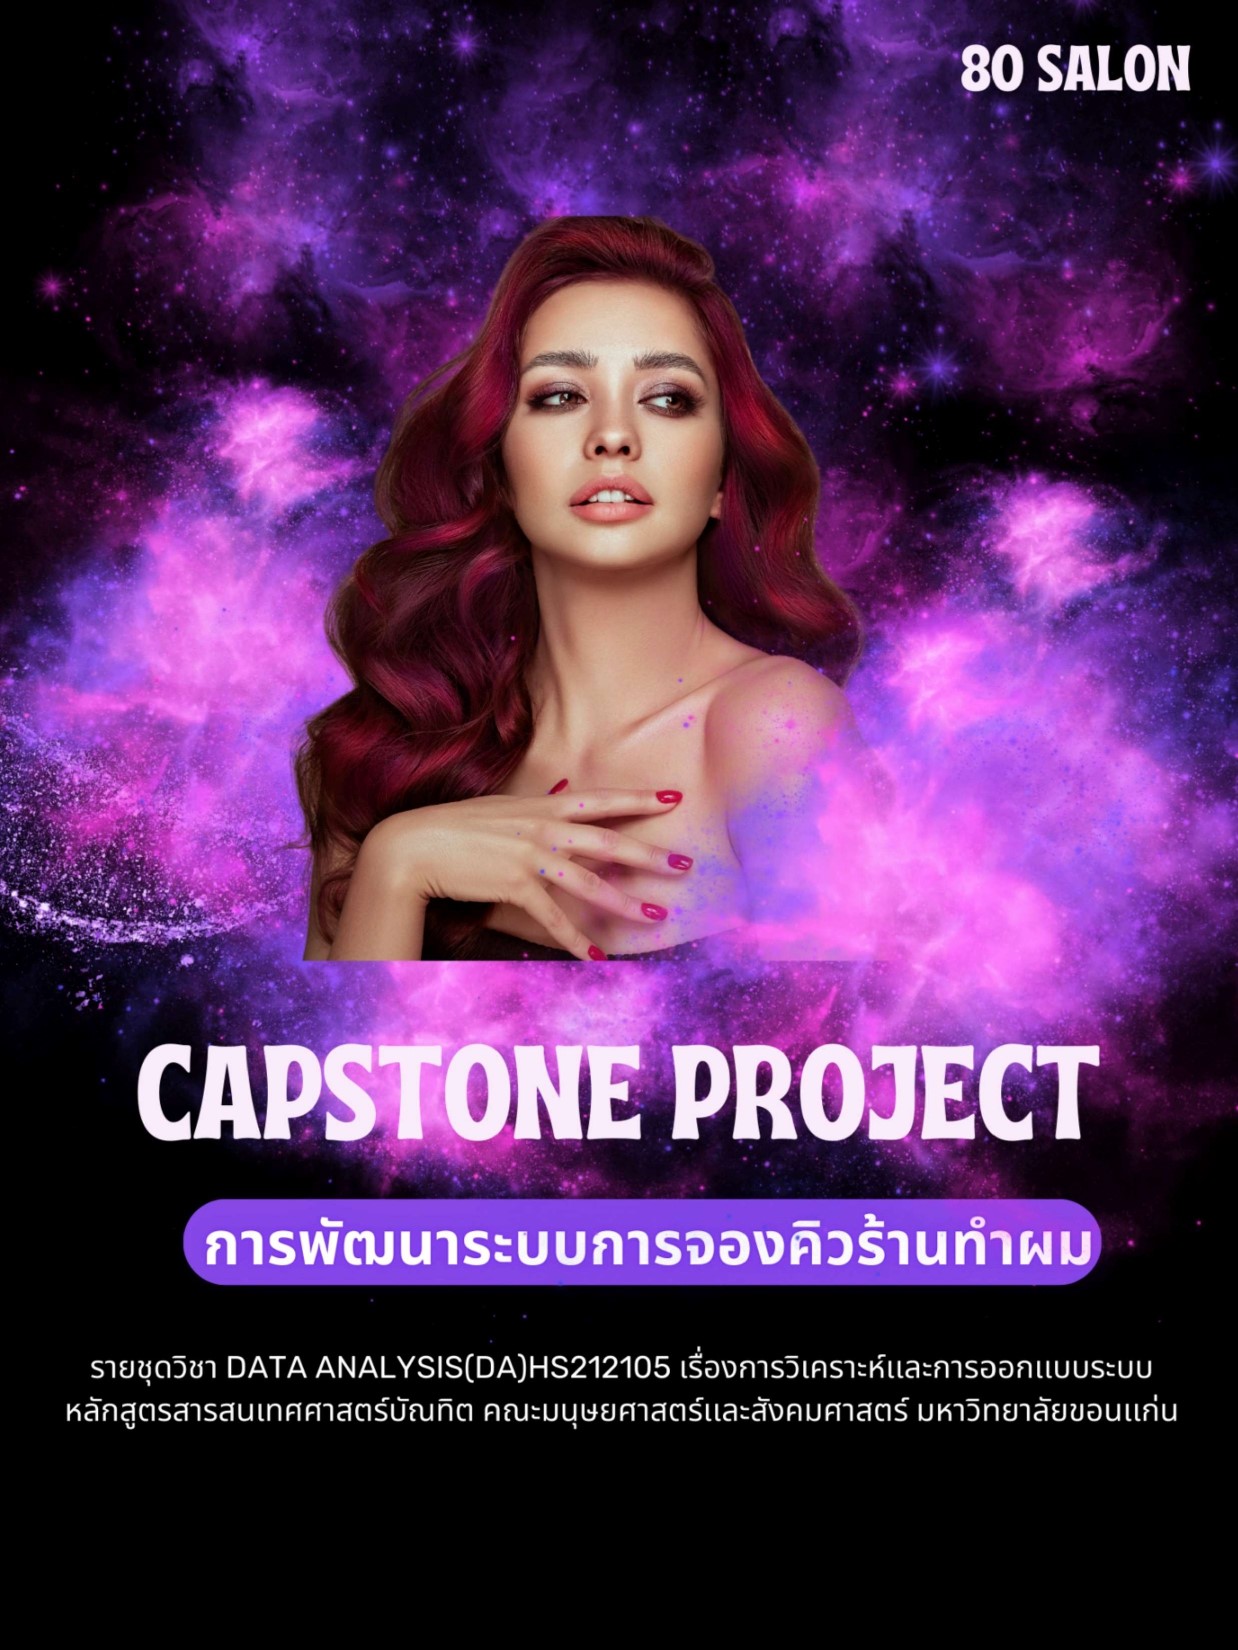 80 SALON
CAPSTONE PROJECT
การพัฒนาระบบการจองคิวร้านทำผม
รายชุดวิชา DATA ANALYSIS(DA)HS212105 เรื่องการวิเคราะห์และการออกแบบระบบ
หลักสูตรสารสนเทศศาสตร์บัณฑิต คณะมนุษยศาสตร์และสังคมศาสตร์ มหาวิทยาลัยขอนแก่น